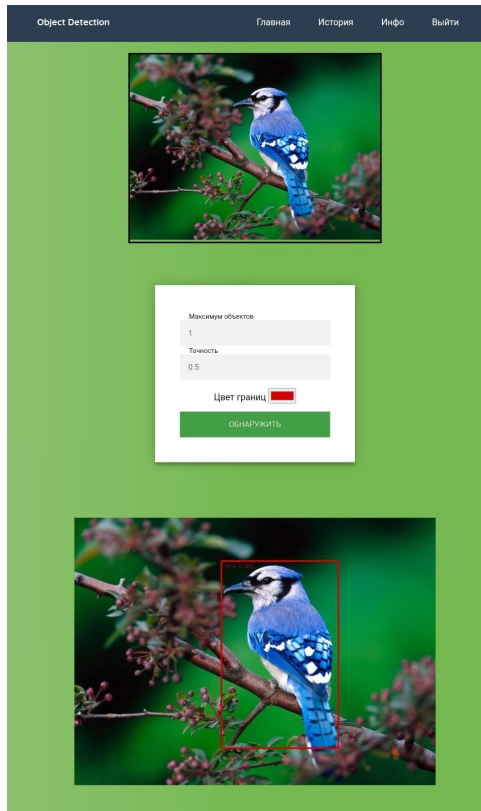 Object Detection
Главная
История
Инфо
Выйти
Максимум объектов
1
Точность
0.5
Цвет границ
ОБНАРУЖИТЬ